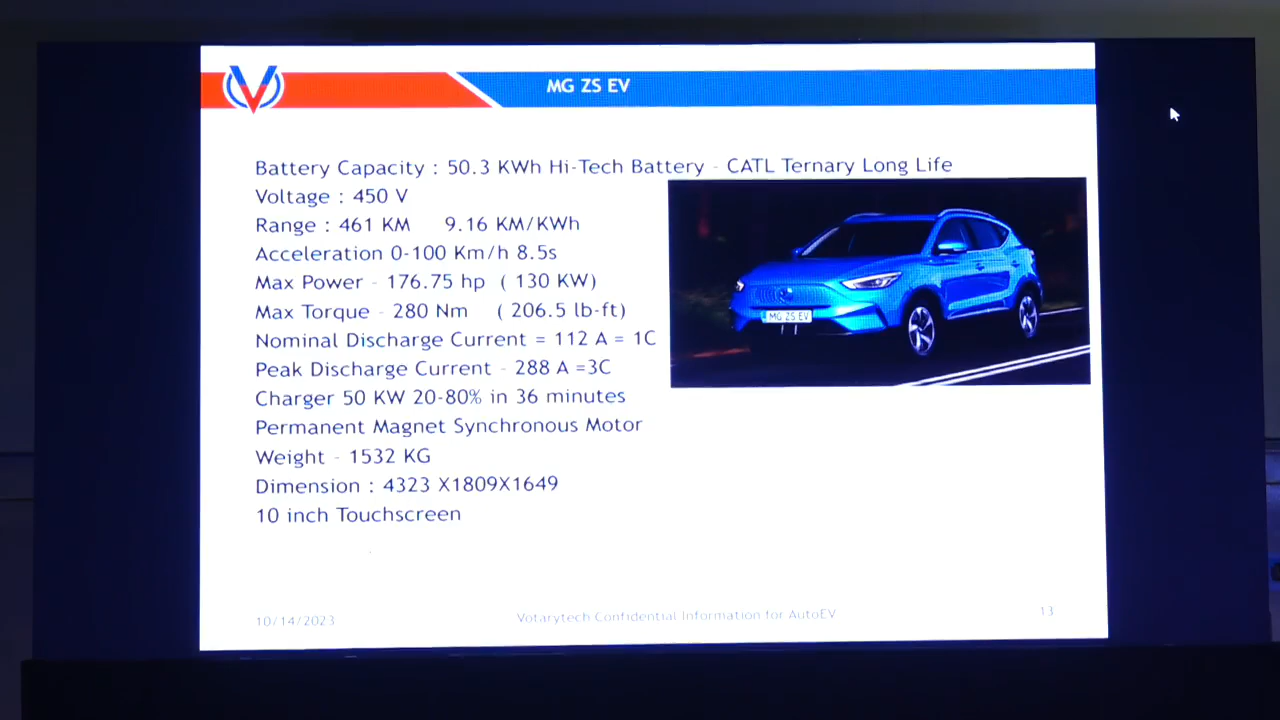 MG ZS EV
Battery Capacity : 50.3 KWh Hi-Tech Battery - CATL Ternary Long Life
Voltage : 450 V
Range : 461 KM 9.16 KM/KWh
Acceleration 0-100 Km/h 8.5s
Max Power - 176.75 hp ( 130 KW)
Max Torque - 280 Nm ( 206.5 lb-ft)
Nominal Discharge Current = 112 A = 1C
Peak Discharge Current - 288 A =3C
Charger 50 KW 20-80% in 36 minutes
Permanent Magnet Synchronous Motor
Weight - 1532 KG
Dimension : 4323 X1809X1649
10 inch Touchscreen
MG ZS EV
10/14/2023 Votarytech Confidential Information for AutoEV 13